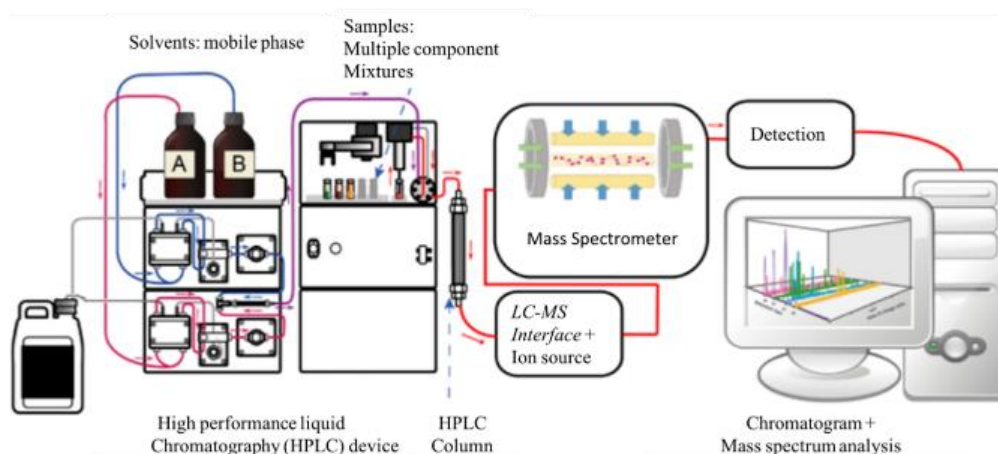 Solvents: mobile phase
Samples:
Multiple component
Mixtures
A
B
Mass Spectrometer
Detection
LC-MS
Interface +
Ion source
High performance liquid
Chromatography (HPLC) device
HPLC
Column
Chromatogram +
Mass spectrum analysis